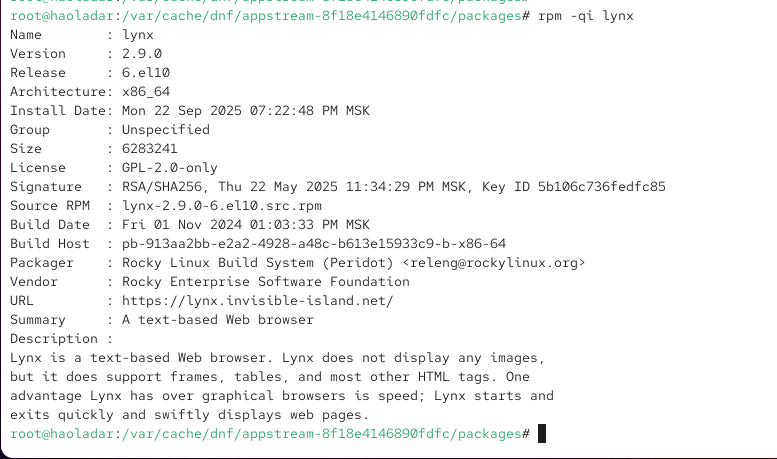 root@haoladar:/var/cache/dnf/appstream-8f18e4146890fdfc/packages# rpm -qi lynx
Name        : lynx
Version     : 2.9.0
Release     : 6.el10
Architecture: x86_64
Install Date: Mon 22 Sep 2025 07:22:48 PM MSK
Group       : Unspecified
Size        : 6283241
License     : GPL-2.0-only
Signature   : RSA/SHA256, Thu 22 May 2025 11:34:29 PM MSK, Key ID 5b106c736fedfc85
Source RPM  : lynx-2.9.0-6.el10.src.rpm
Build Date  : Fri 01 Nov 2024 01:03:33 PM MSK
Build Host  : pb-913aa2bb-e2a2-4928-a48c-b613e15933c9-b-x86-64
Packager    : Rocky Linux Build System (Peridot) <releng@rockylinux.org>
Vendor      : Rocky Enterprise Software Foundation
URL         : https://lynx.invisible-island.net/
Summary     : A text-based Web browser
Description :
Lynx is a text-based Web browser. Lynx does not display any images,
but it does support frames, tables, and most other HTML tags. One
advantage Lynx has over graphical browsers is speed; Lynx starts and
exits quickly and swiftly displays web pages.
root@haoladar:/var/cache/dnf/appstream-8f18e4146890fdfc/packages#